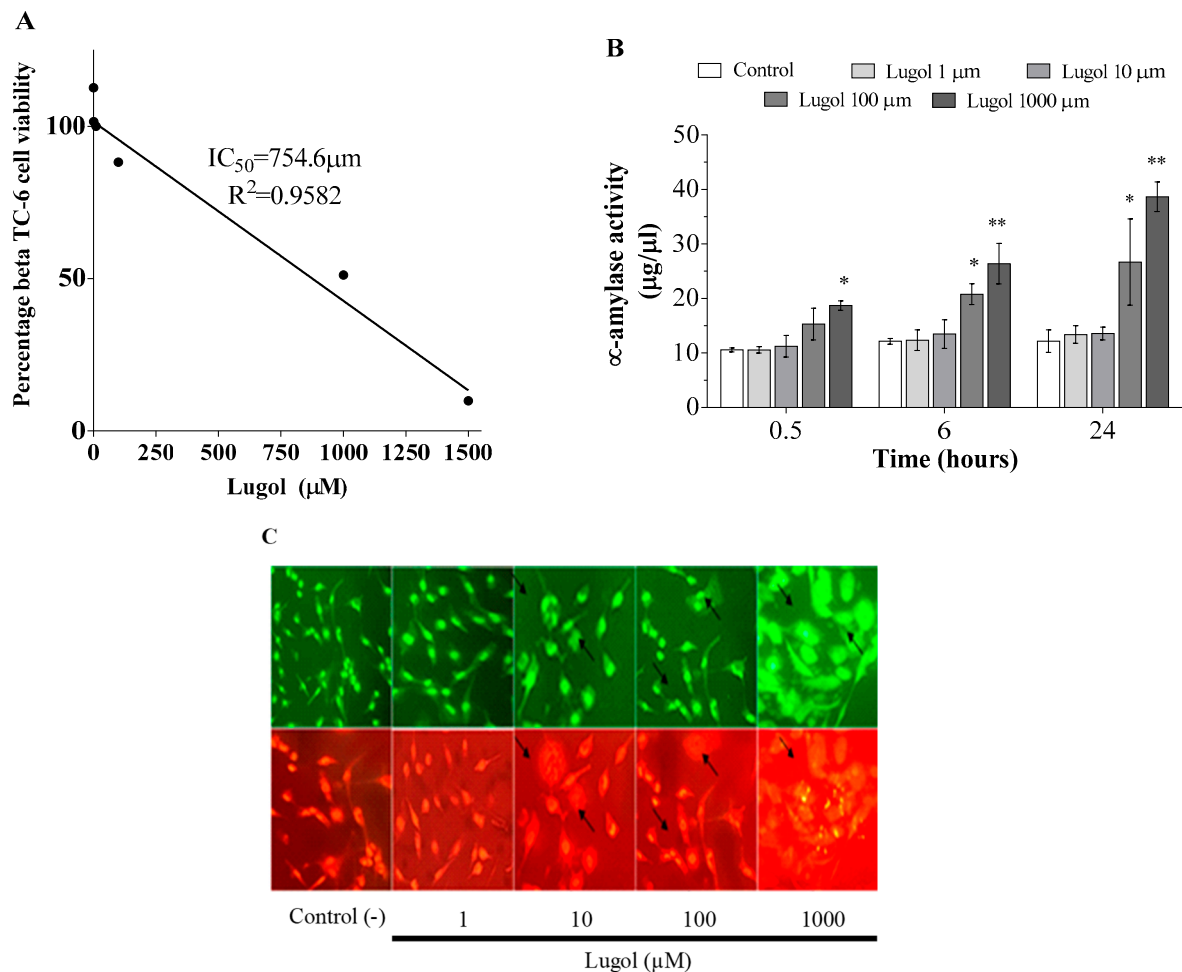 A
Percentage beta TC-6 cell viability
100
50
0
IC50=754.6μm
R2=0.9582
0 250 500 750 1000 1250 1500
Lugol (μM)
B
Control Lugol 1 μm Lugol 10 μm
Lugol 100 μm Lugol 1000 μm
∝-amylase activity
(μg/μl)
50
40
30
20
10
0
* * ** * **
0.5 6 24
Time (hours)
C
Control (-) 1 10 100 1000
Lugol (μM)